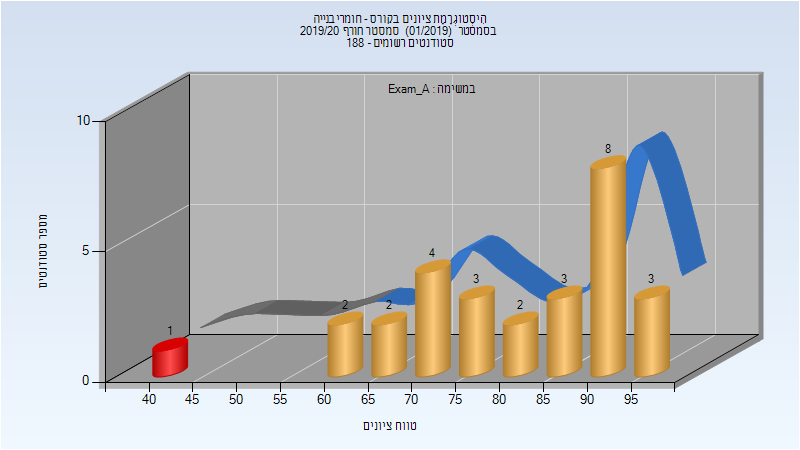 היסטוגרמת ציונים בקורס - חומרי בנייה
בסמסטר (01/2019) סמסטר חורף 2019/20
סטודנטים רשומים - 188
במשימה : Exam_A
מספר סטודנטים
10
5
0
1
2
2
4
3
2
3
8
3
40 45 50 55 60 65 70 75 80 85 90 95
טווח ציונים